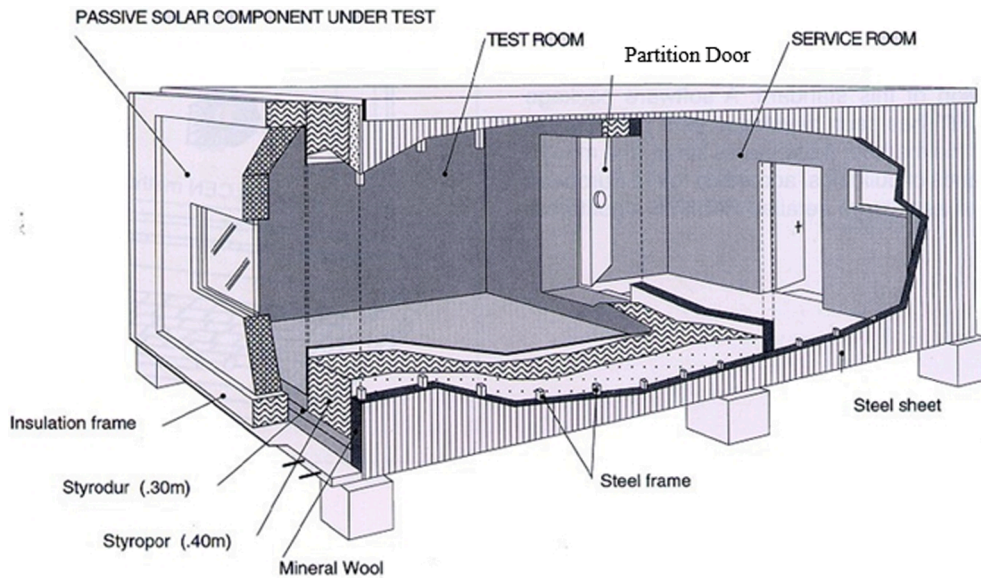 PASSIVE SOLAR COMPONENT UNDER TEST
TEST ROOM
Partition Door
SERVICE ROOM
Insulation frame
Styrodur (.30m)
Styropor (.40m)
Mineral Wool
Steel frame
Steel sheet